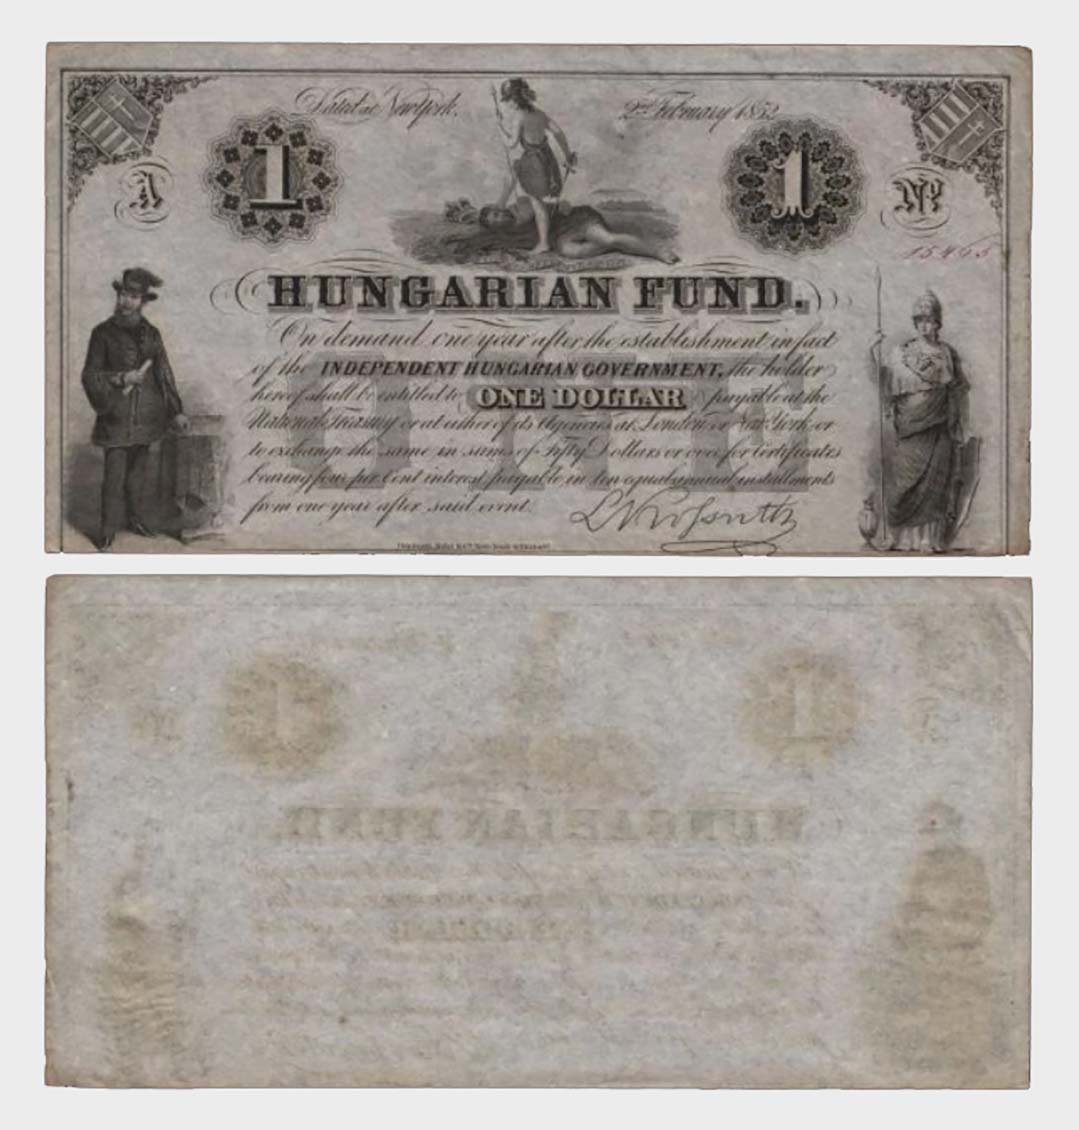 Dated at New York, 2nd February 1852
1 1
A No
HUNGARIAN FUND.
On demand one year after the establishment in fact
of the INDEPENDENT HUNGARIAN GOVERNMENT, the holder
hereof shall be entitled to ONE DOLLAR payable at the
National Treasury or at either of its Agencies at London or New York or
to exchange the same in sums of Fifty Dollars or over for Certificates
bearing four per Cent interest payable in ten equal annual installments
from one year after said event.
ONE
L Kossuth